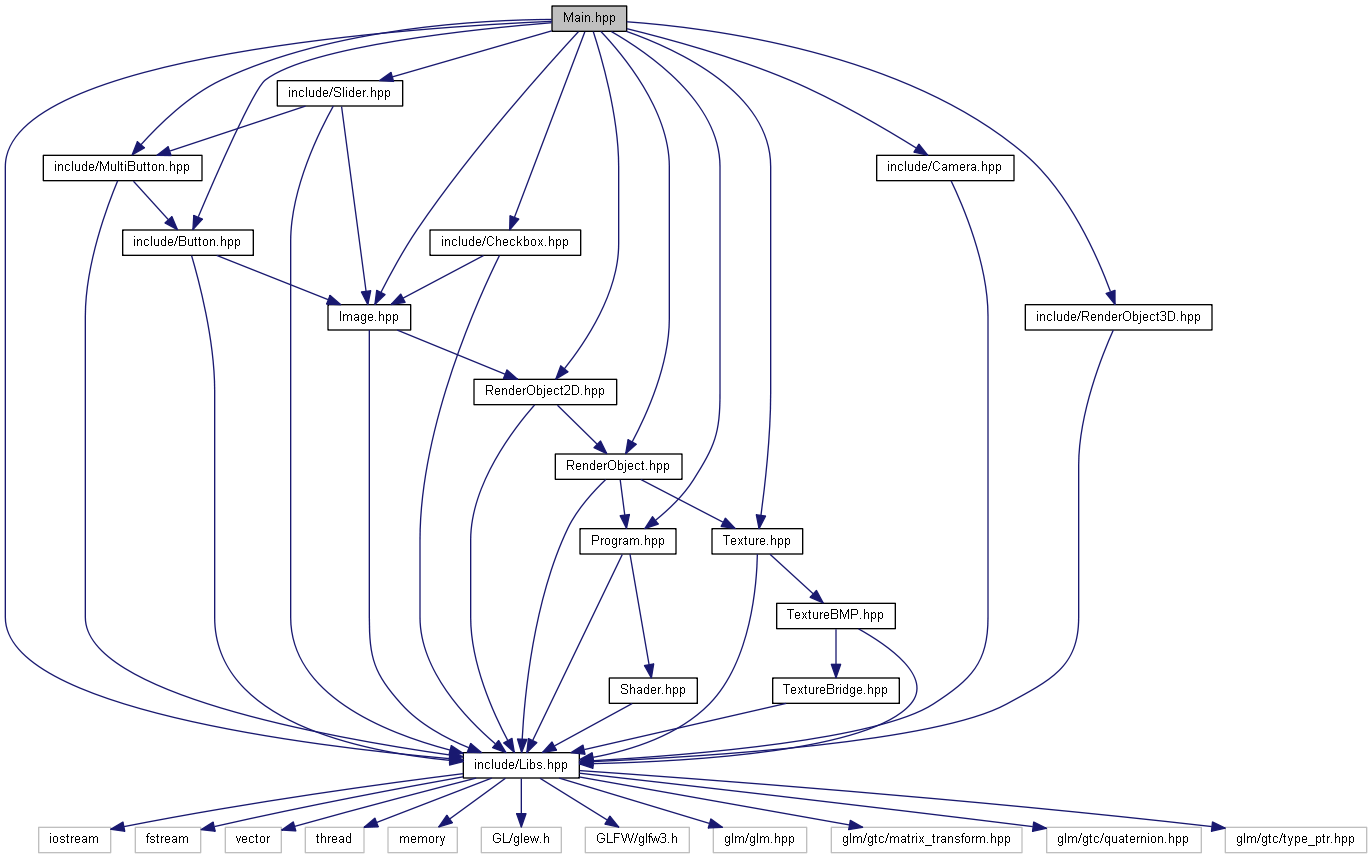 Main.hpp
include/Slider.hpp
include/MultiButton.hpp
include/Camera.hpp
include/Button.hpp
include/Checkbox.hpp
Image.hpp
include/RenderObject3D.hpp
RenderObject2D.hpp
RenderObject.hpp
Program.hpp
Texture.hpp
TextureBMP.hpp
Shader.hpp
TextureBridge.hpp
include/Libs.hpp
iostream
fstream
vector
thread
memory
GL/glew.h
GLFW/glfw3.h
glm/glm.hpp
glm/gtc/matrix_transform.hpp
glm/gtc/quaternion.hpp
glm/gtc/type_ptr.hpp